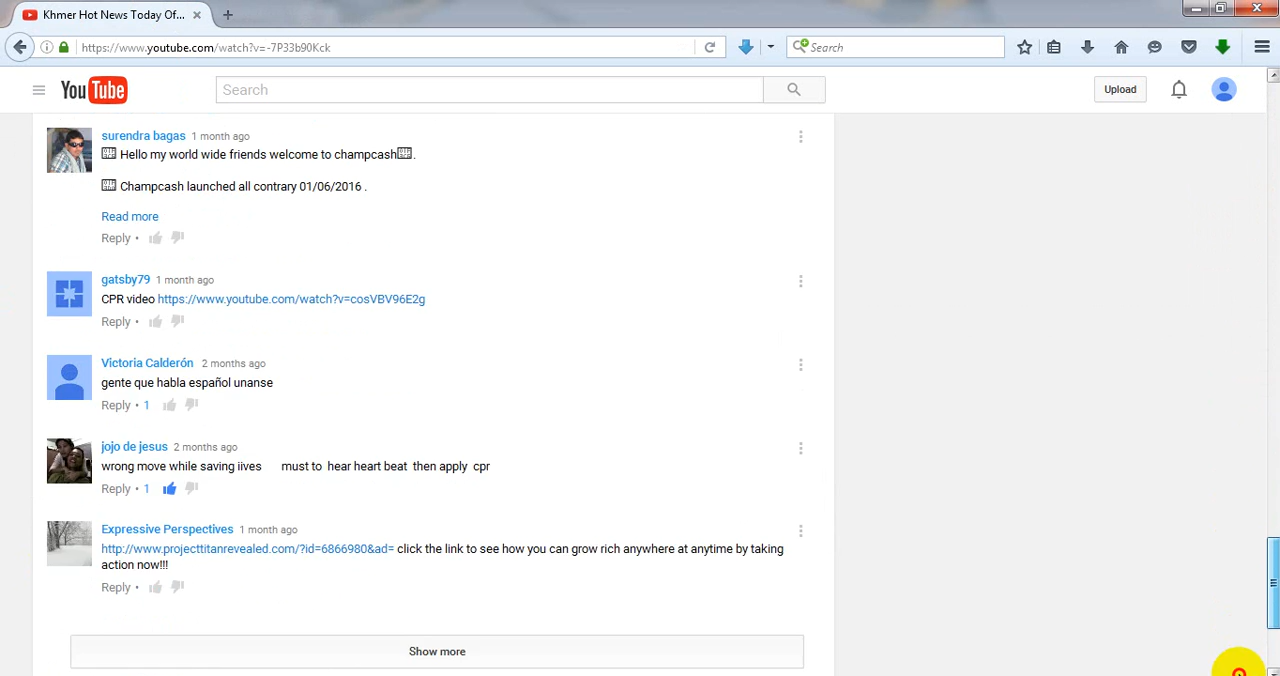 Khmer Hot News Today Of...
https://www.youtube.com/watch?v=-7P33b90Kck
Search
YouTube
Search
Upload
surendra bagas 1 month ago
Hello my world wide friends welcome to champcash.
Champcash launched all contrary 01/06/2016 .
Read more
Reply •
gatsby79 1 month ago
CPR video https://www.youtube.com/watch?v=cosVBV96E2g
Reply •
Victoria Calderón 2 months ago
gente que habla español unanse
Reply • 1
jojo de jesus 2 months ago
wrong move while saving iives must to hear heart beat then apply cpr
Reply • 1
Expressive Perspectives 1 month ago
http://www.projecttitanrevealed.com/?id=6866980&ad= click the link to see how you can grow rich anywhere at anytime by taking
action now!!!
Reply •
Show more